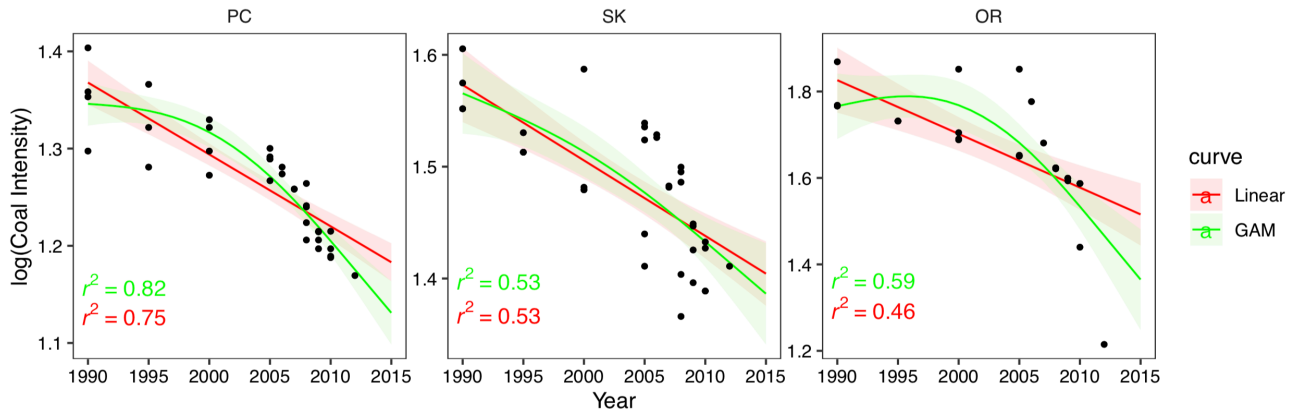 PC
SK
OR
log(Coal Intensity)
1.4
1.3
1.2
1.1
r² = 0.82
r² = 0.75
1990 1995 2000 2005 2010 2015
1.6
1.5
1.4
r² = 0.53
r² = 0.53
1990 1995 2000 2005 2010 2015
1.8
1.6
1.4
1.2
r² = 0.59
r² = 0.46
1990 1995 2000 2005 2010 2015
Year
curve
a Linear
a GAM